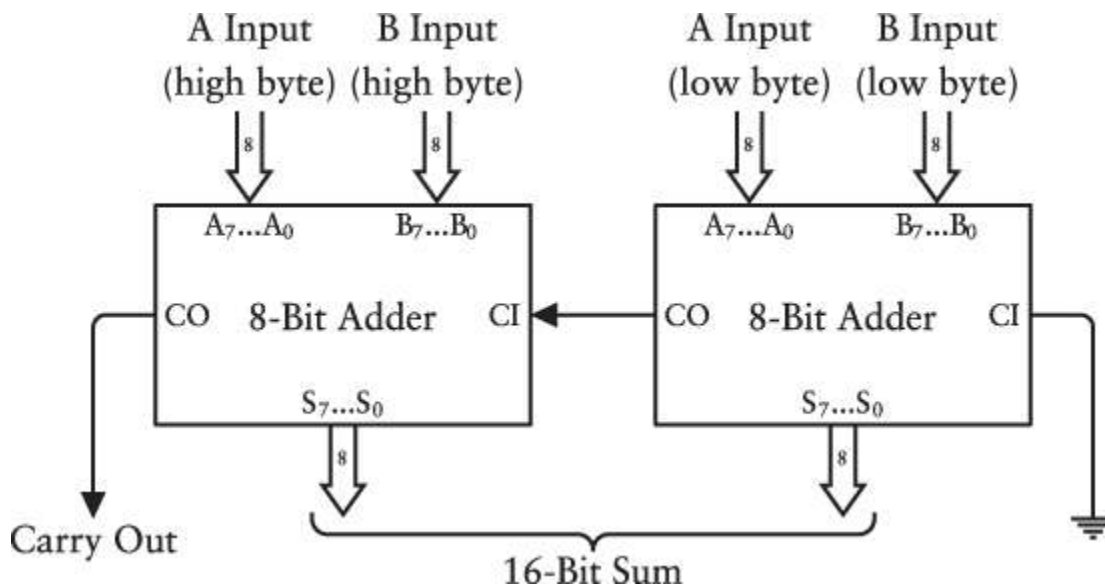 A Input
(high byte)
B Input
(high byte)
A Input
(low byte)
B Input
(low byte)
8
8
8
8
A₇...A₀
B₇...B₀
A₇...A₀
B₇...B₀
CO
8-Bit Adder
CI
CO
8-Bit Adder
CI
S₇...S₀
S₇...S₀
8
8
Carry Out
16-Bit Sum